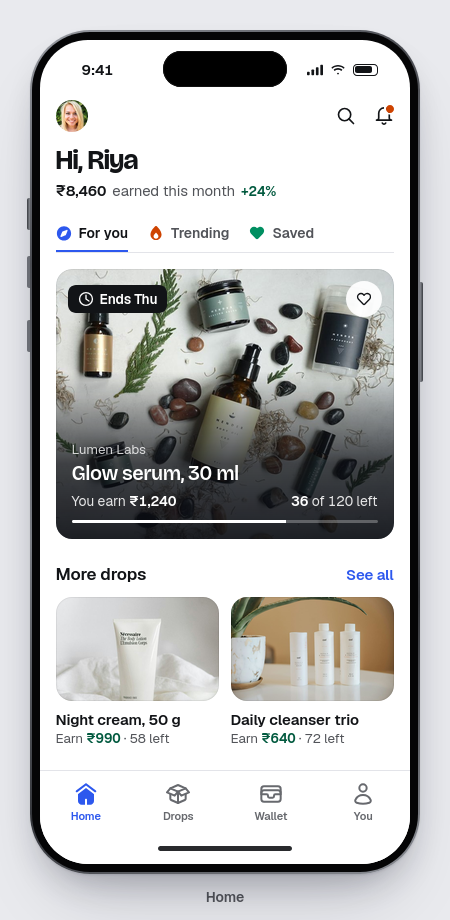 9:41
Hi, Riya
₹8,460 earned this month +24%
For you
Trending
Saved
Ends Thu
Lumen Labs
Glow serum, 30 ml
You earn ₹1,240
36 of 120 left
More drops
See all
Night cream, 50 g
Earn ₹990 · 58 left
Daily cleanser trio
Earn ₹640 · 72 left
Home
Drops
Wallet
You
Home